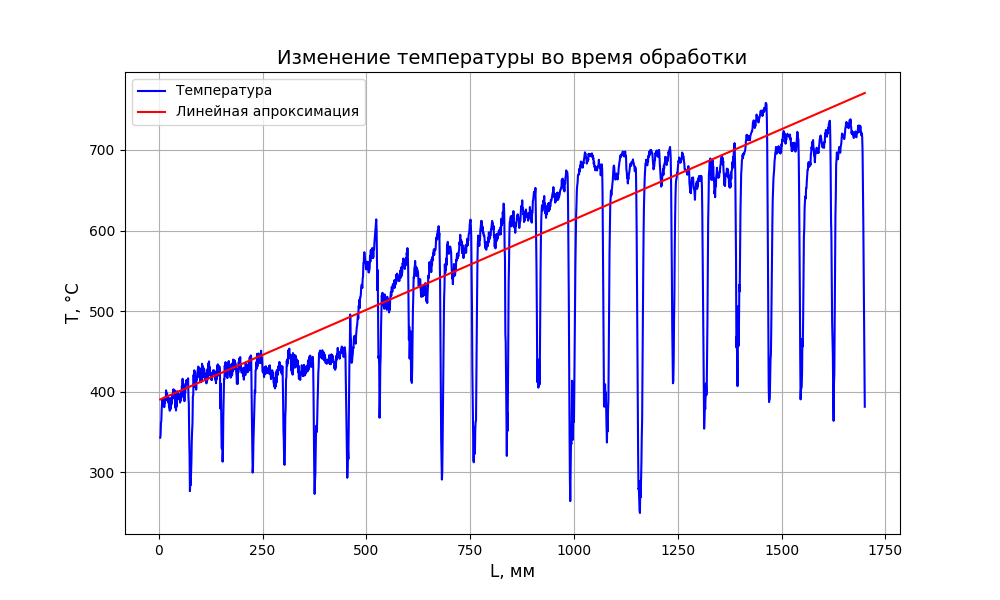 Изменение температуры во время обработки
Температура
Линейная апроксимация
700
600
500
400
300
T, °C
0 250 500 750 1000 1250 1500 1750
L, мм